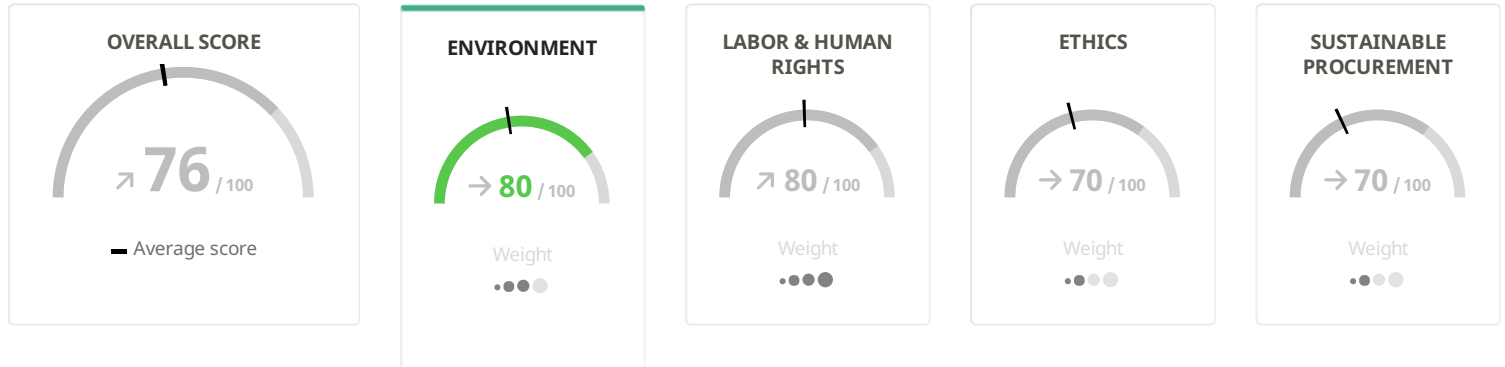 OVERALL SCORE
76 / 100
Average score
ENVIRONMENT
80 / 100
Weight
LABOR & HUMAN
RIGHTS
80 / 100
Weight
ETHICS
70 / 100
Weight
SUSTAINABLE
PROCUREMENT
70 / 100
Weight